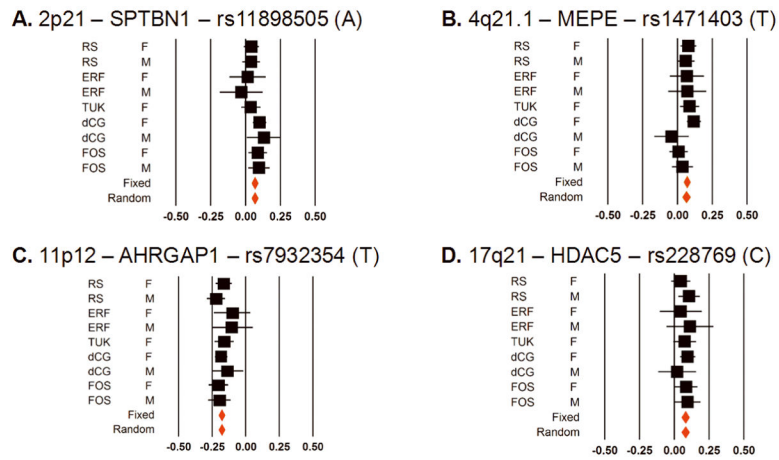 A. 2p21 – SPTBN1 – rs11898505 (A)
RS F
RS M
ERF F
ERF M
TUK F
dCG F
dCG M
FOS F
FOS M
Fixed
Random
-0.50 -0.25 0.00 0.25 0.50
B. 4q21.1 – MEPE – rs1471403 (T)
RS F
RS M
ERF F
ERF M
TUK F
dCG F
dCG M
FOS F
FOS M
Fixed
Random
-0.50 -0.25 0.00 0.25 0.50
C. 11p12 – AHRGAP1 – rs7932354 (T)
RS F
RS M
ERF F
ERF M
TUK F
dCG F
dCG M
FOS F
FOS M
Fixed
Random
-0.50 -0.25 0.00 0.25 0.50
D. 17q21 – HDAC5 – rs228769 (C)
RS F
RS M
ERF F
ERF M
TUK F
dCG F
dCG M
FOS F
FOS M
Fixed
Random
-0.50 -0.25 0.00 0.25 0.50